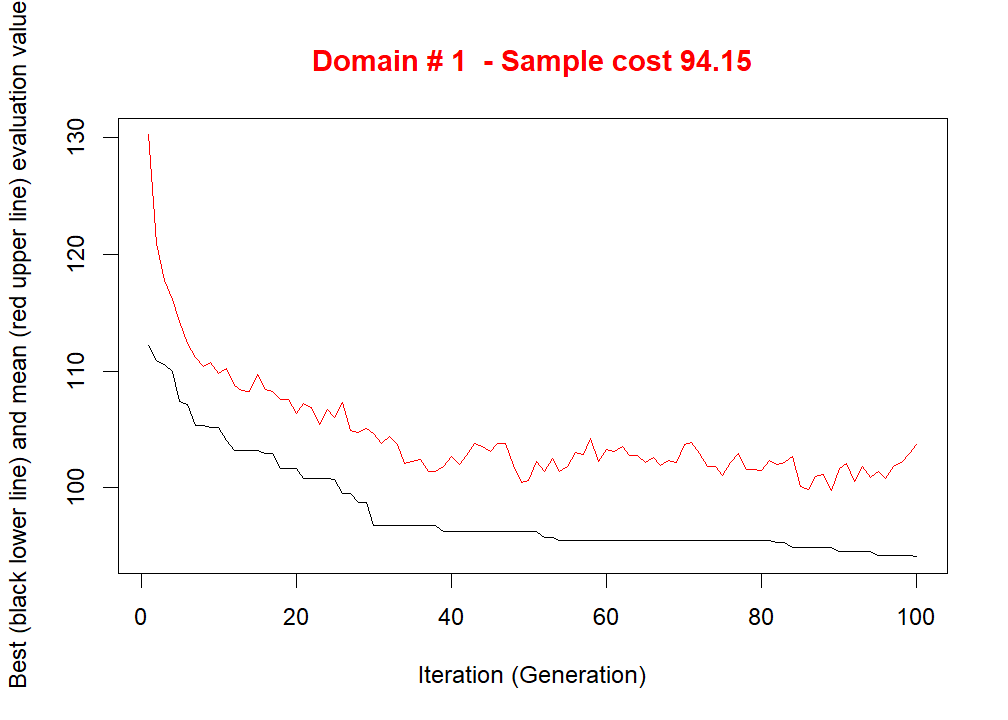 Domain # 1  - Sample cost 94.15
Best (black lower line) and mean (red upper line) evaluation value
130
120
110
100
0 20 40 60 80 100
Iteration (Generation)